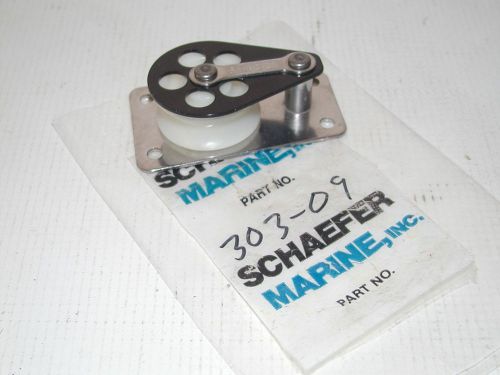 SCHAEFER
MARINE, INC.
PART NO.
303-09
SCHAEFER
MARINE, INC.
PART NO.